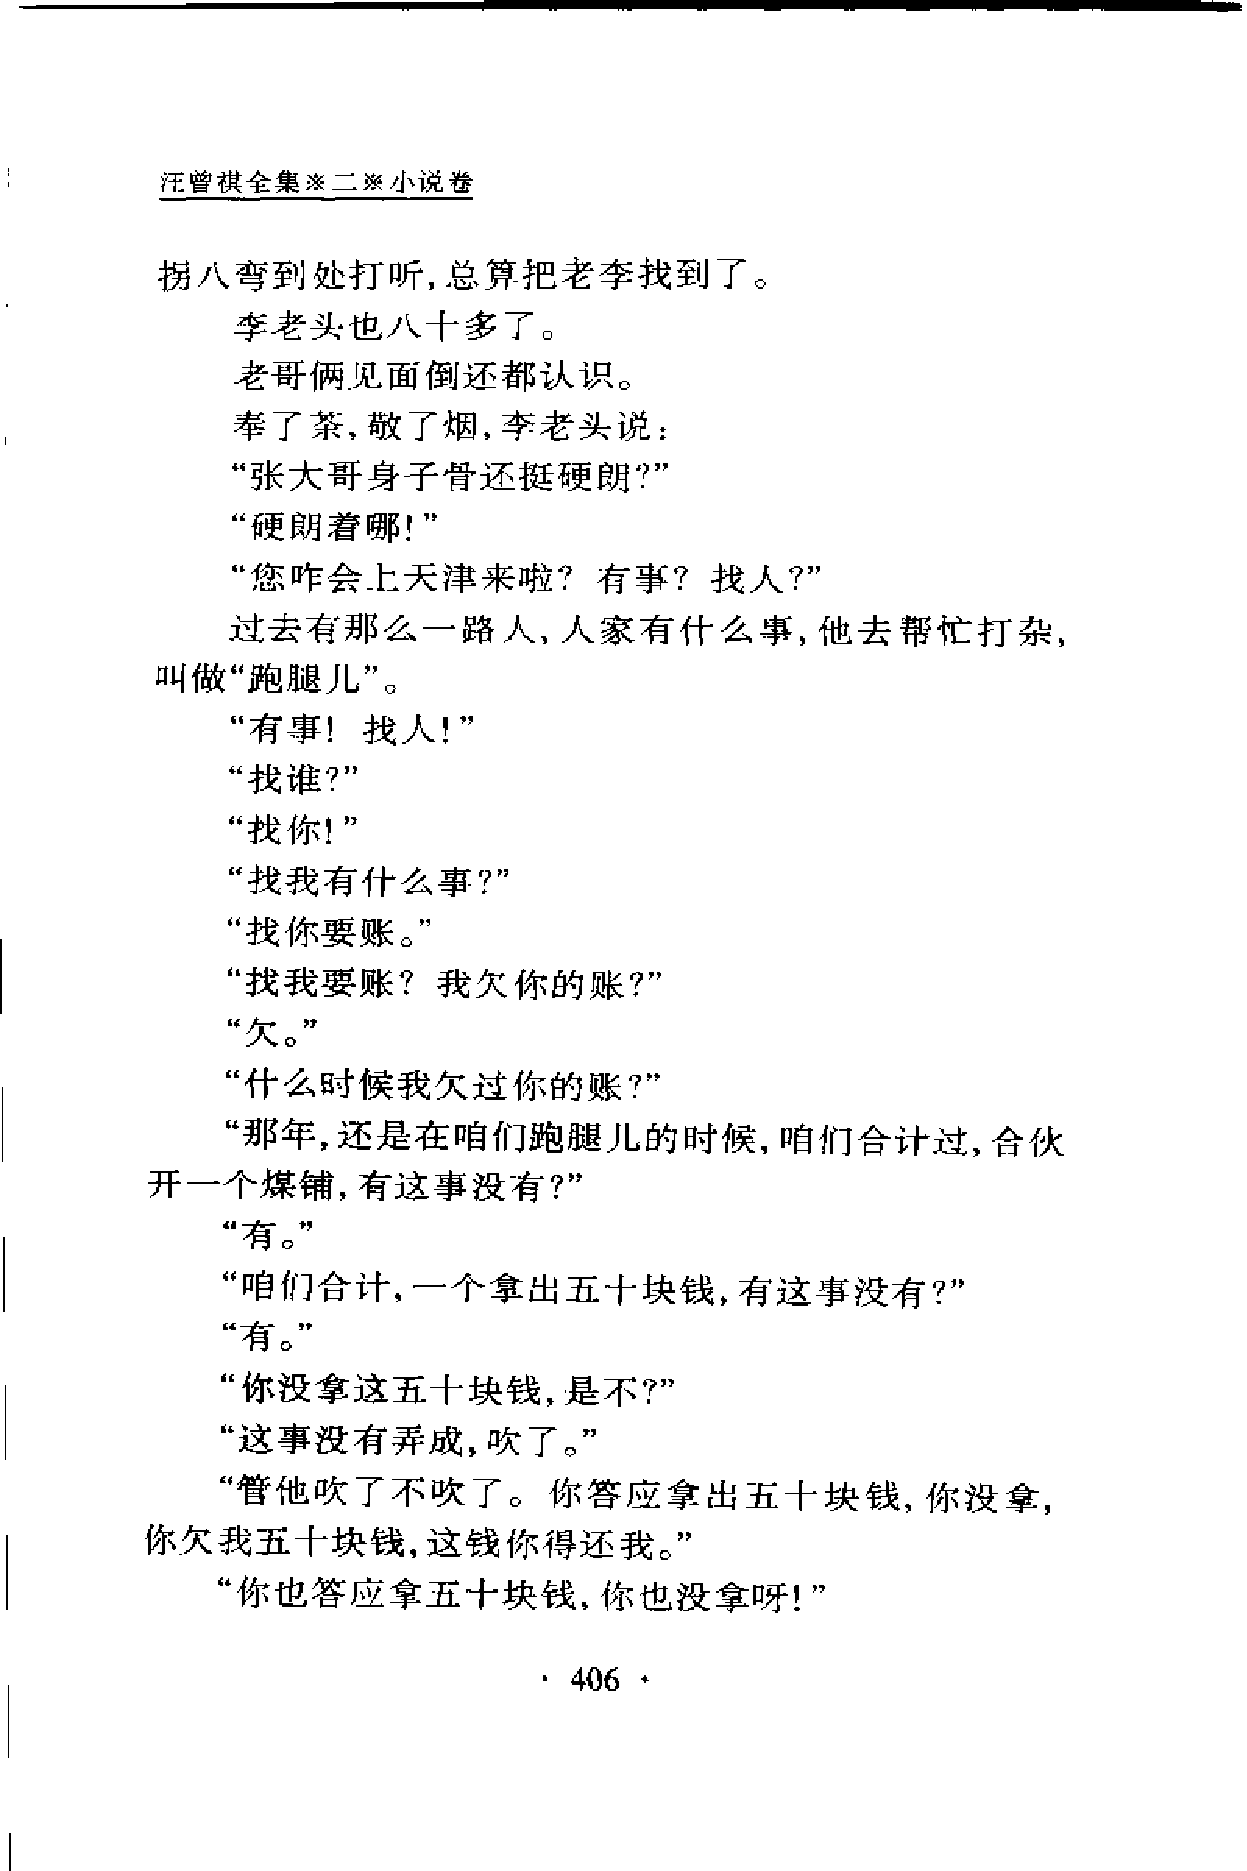 汪曾祺全集※二※小说卷
拐八弯到处打听,总算把老李找到了。
李老头也八十多了。
老哥俩见面倒还都认识。
奉了茶,敬了烟,李老头说:
“张大哥身子骨还挺硬朗?”
“硬朗着哪!”
“您咋会上天津来啦? 有事? 找人?”
过去有那么一路人,人家有什么事,他去帮忙打杂,
叫做“跑腿儿”。
“有事! 找人!”
“找谁?”
“找你!”
“找我有什么事?”
“找你要账。”
“找我要账? 我欠你的账?”
“欠。”
“什么时候我欠过你的账?”
“那年,还是在咱们跑腿儿的时候,咱们合计过,合伙
开一个煤铺,有这事没有?”
“有。”
“咱们合计,一个拿出五十块钱,有这事没有?”
“有。”
“你没拿这五十块钱,是不?”
“这事没有弄成,吹了。”
“管他吹了不吹了。你答应拿出五十块钱,你没拿,
你欠我五十块钱,这钱你得还我。”
“你也答应拿五十块钱,你也没拿呀!”
· 406 ·